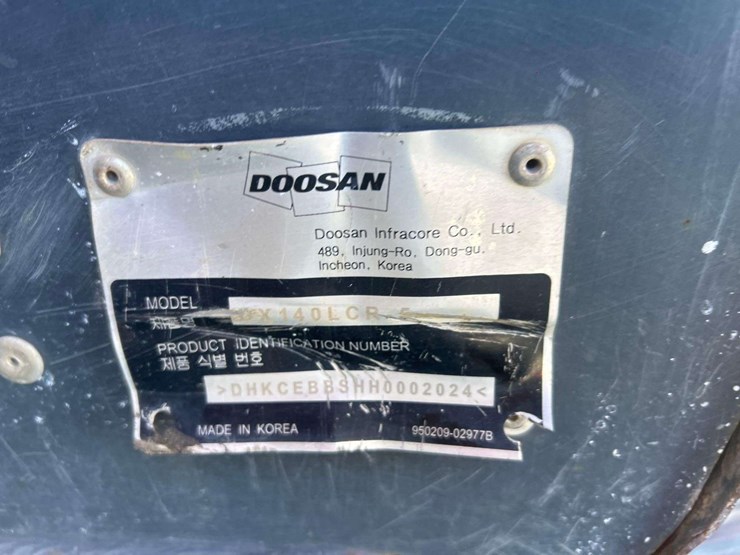 DOOSAN
Doosan Infracore Co., Ltd.
489, Injung-Ro, Dong-gu,
Incheon, Korea
MODEL
X140LCR
PRODUCT IDENTIFICATION NUMBER
제품 식별 번호
>DHKCEBBSHH0002024<
MADE IN KOREA
950209-02977B